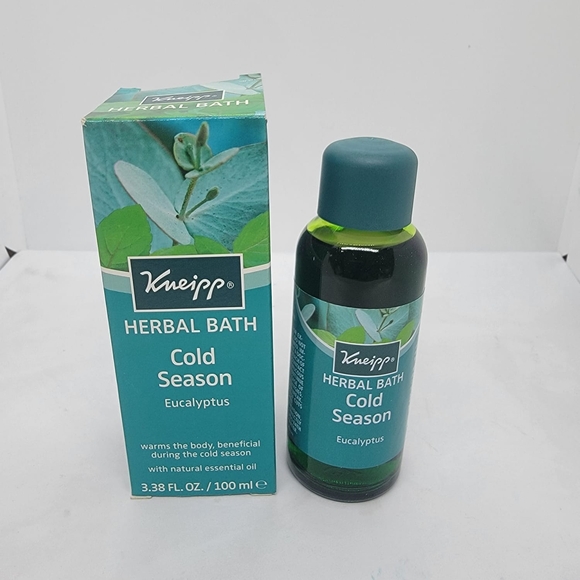 Kneipp®
HERBAL BATH
Kneipp®
HERBAL BATH
Cold
Season
Eucalyptus
warms the body, beneficial
during the cold season
with natural essential oil
3.38 FL. OZ. / 100 ml ℮
Kneipp®
HERBAL BATH
Cold
Season
Eucalyptus